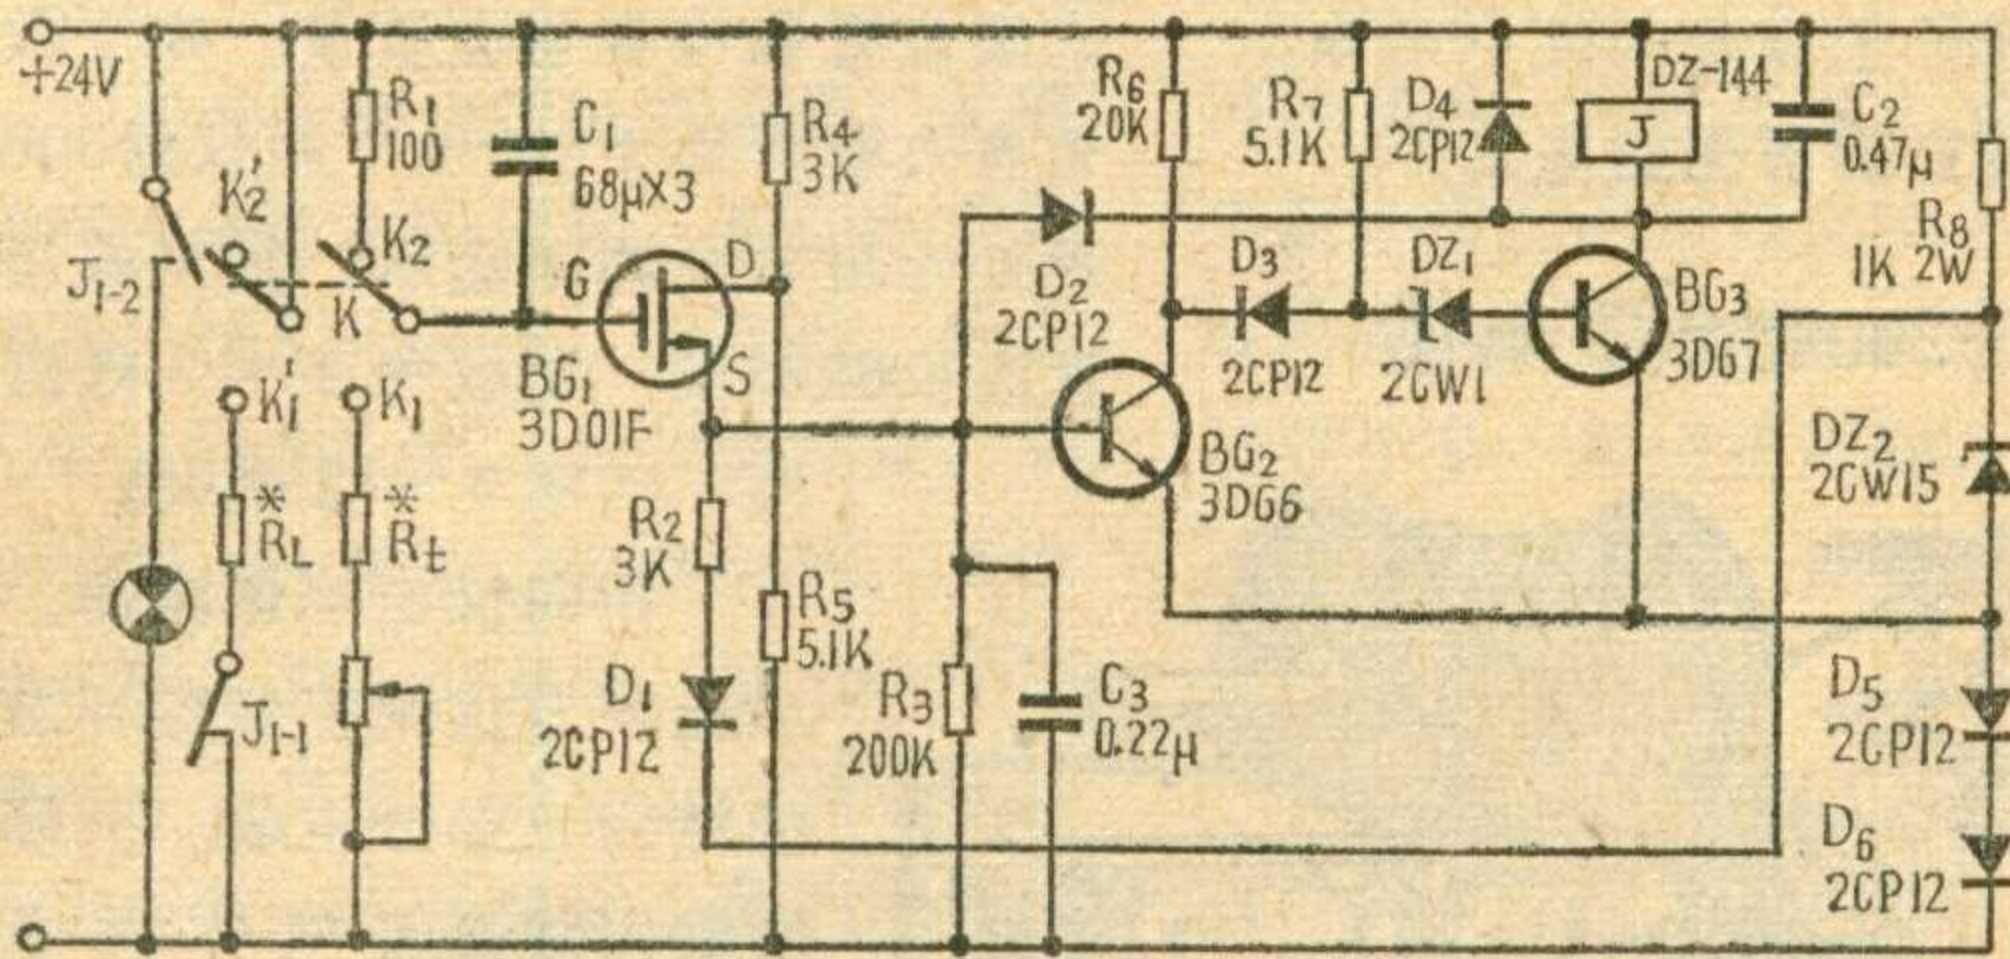 +24V
R1
100
C1
68μX3
R4
3K
R6
20K
R7
5.1K
D4
2CP12
DZ-144
J
C2
0.47μ
R8
1K 2W
K2'
K2
J1-2
K
G
D
S
BG1
3D01F
D2
2CP12
D3
2CP12
DZ1
2CW1
BG3
3DG7
K1'
K1
*
RL
*
Rt
R2
3K
BG2
3DG6
DZ2
2CW15
R5
5.1K
J1-1
D1
2CP12
R3
200K
C3
0.22μ
D5
2CP12
D6
2CP12